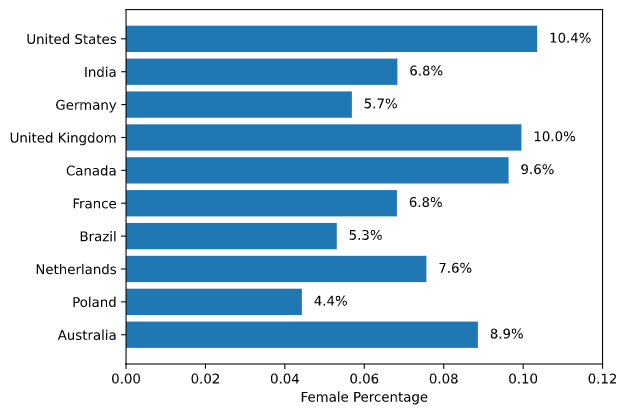 United States 10.4%
India 6.8%
Germany 5.7%
United Kingdom 10.0%
Canada 9.6%
France 6.8%
Brazil 5.3%
Netherlands 7.6%
Poland 4.4%
Australia 8.9%
0.00 0.02 0.04 0.06 0.08 0.10 0.12
Female Percentage